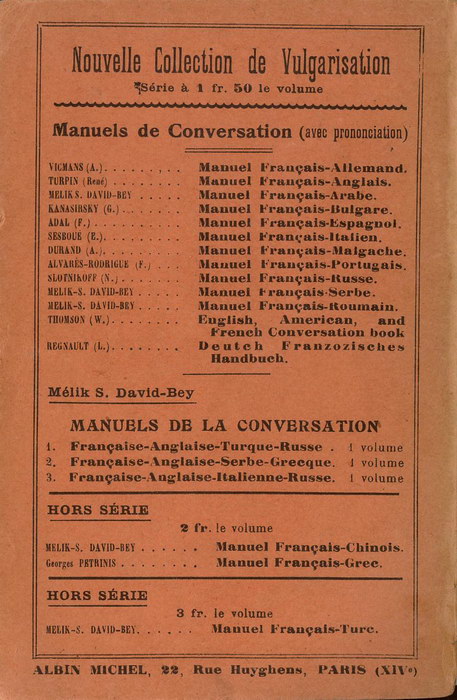 Nouvelle Collection de Vulgarisation
Série à 1 fr. 50 le volume
Manuels de Conversation (avec prononciation)
VICMANS (A.). . . . . . . . . Manuel Français-Allemand.
TURPIN (René) . . . . . . . . Manuel Français-Anglais.
MELIK S. DAVID-BEY . . . . . Manuel Français-Arabe.
KANASIRSKY (G.) . . . . . . . Manuel Français-Bulgare.
ADAL (F.) . . . . . . . . . . Manuel Français-Espagnol.
SESBOUE (E.). . . . . . . . . Manuel Français-Italien.
DURAND (A.). . . . . . . . . Manuel Français-Malgache.
ALVARÈS-RODRIGUE (F.) . . . . Manuel Français-Portugais.
SLOTNIKOFF (N.) . . . . . . . Manuel Français-Russe.
MELIK-S. DAVID-BEY . . . . . Manuel Français-Serbe.
MELIK-S. DAVID-BEY . . . . . Manuel Français-Roumain.
THOMSON (W.). . . . . . . . . English, American, and
French Conversation book
REGNAULT (L.). . . . . . . . Deutch Franzozisches
Handbuch.
Mélik S. David-Bey
MANUELS DE LA CONVERSATION
1. Française-Anglaise-Turque-Russe . 1 volume
2. Française-Anglaise-Serbe-Grecque. 1 volume
3. Française-Anglaise-Italienne-Russe. 1 volume
HORS SÉRIE
2 fr. le volume
MELIK-S. DAVID-BEY . . . . . . Manuel Français-Chinois.
Georges PETRINIS . . . . . . . . Manuel Français-Grec.
HORS SÉRIE
3 fr. le volume
MELIK-S. DAVID-BEY. . . . . . Manuel Français-Turc.
ALBIN MICHEL, 22, Rue Huyghens, PARIS (XIVe)